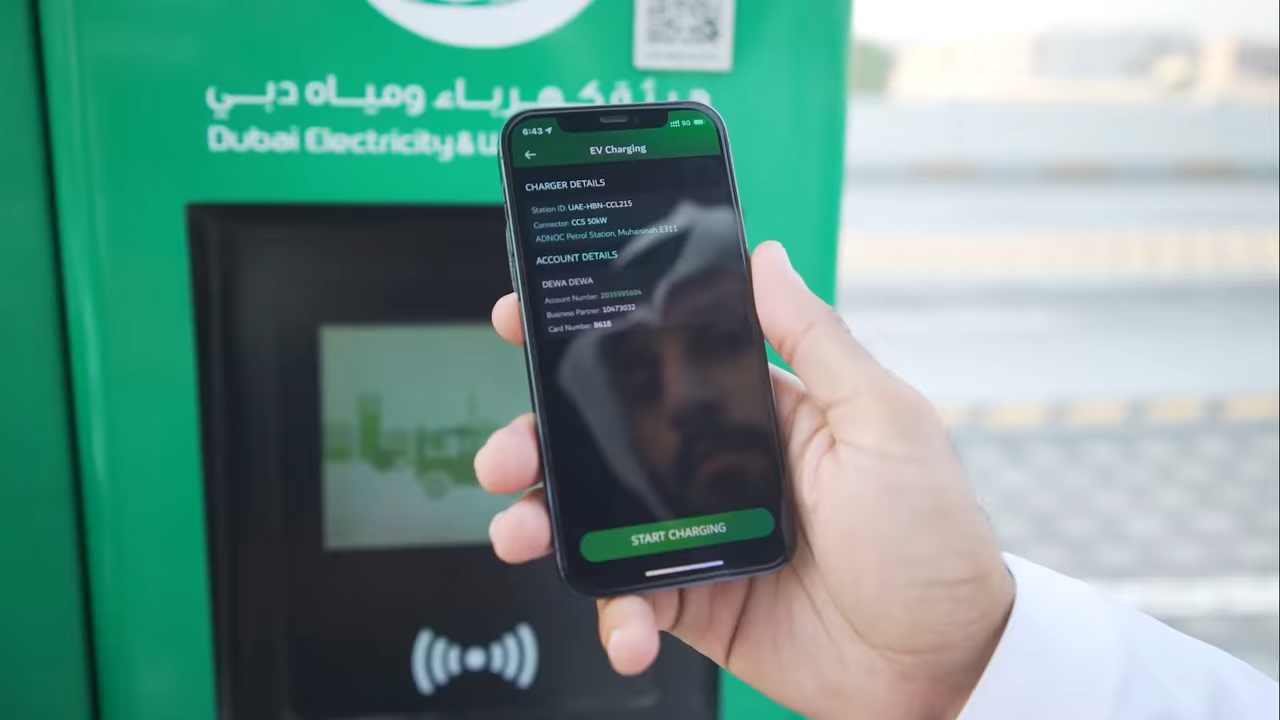 هيئة كهرباء ومياه دبي
Dubai Electricity &
6:43
5G
EV Charging
CHARGER DETAILS
Station ID: UAE-HBN-CCL215
Connector: CCS 50kW
ADNOC Petrol Station, Muhaisnah E311
ACCOUNT DETAILS
DEWA DEWA
Account Number:
Business Partner: 10473032
Card Number: B618
START CHARGING